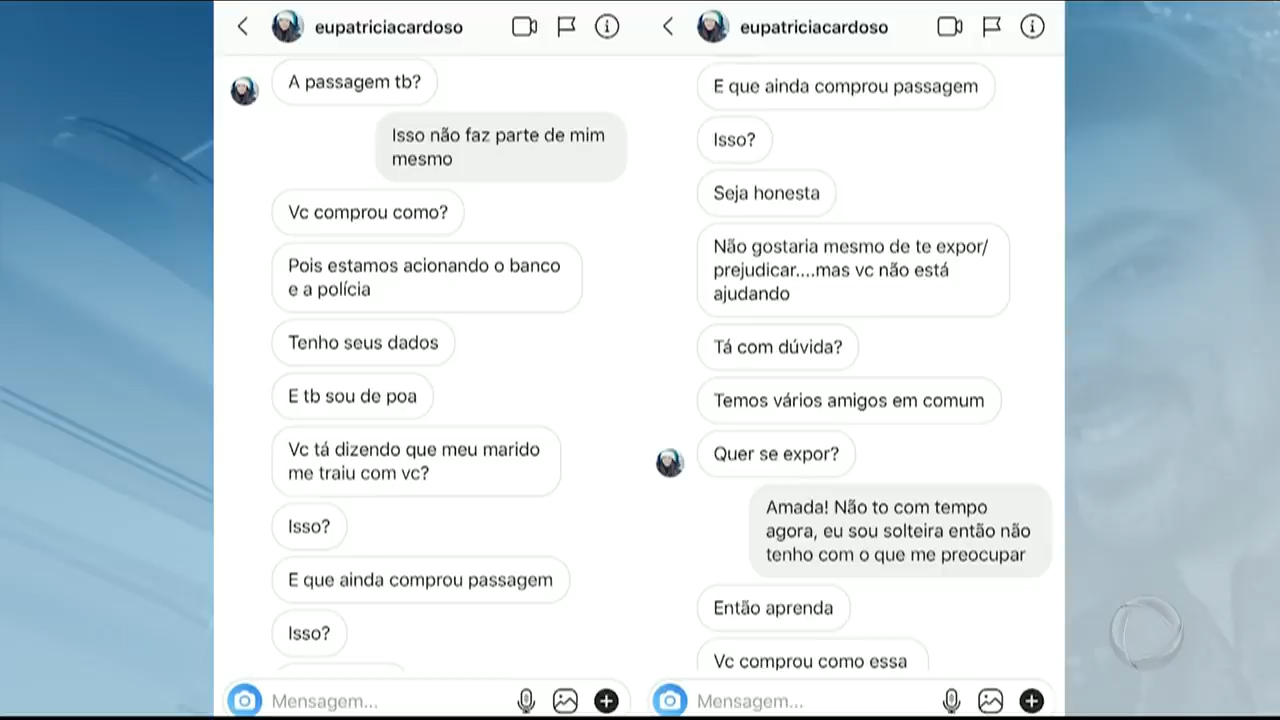 eupatriciacardoso
A passagem tb?
Isso não faz parte de mim
mesmo
Vc comprou como?
Pois estamos acionando o banco
e a polícia
Tenho seus dados
E tb sou de poa
Vc tá dizendo que meu marido
me traiu com vc?
Isso?
E que ainda comprou passagem
Isso?
Mensagem...
eupatriciacardoso
E que ainda comprou passagem
Isso?
Seja honesta
Não gostaria mesmo de te expor/
prejudicar....mas vc não está
ajudando
Tá com dúvida?
Temos vários amigos em comum
Quer se expor?
Amada! Não to com tempo
agora, eu sou solteira então não
tenho com o que me preocupar
Então aprenda
Vc comprou como essa
Mensagem...